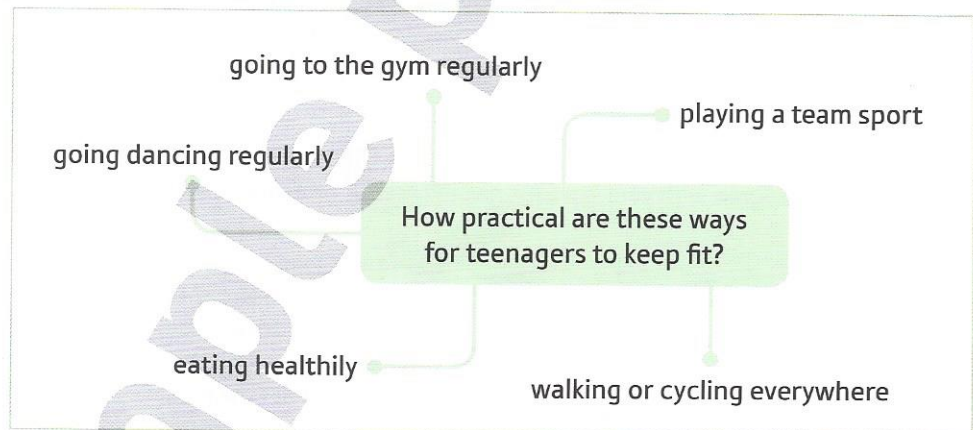 going to the gym regularly
playing a team sport
going dancing regularly
How practical are these ways
for teenagers to keep fit?
eating healthily
walking or cycling everywhere